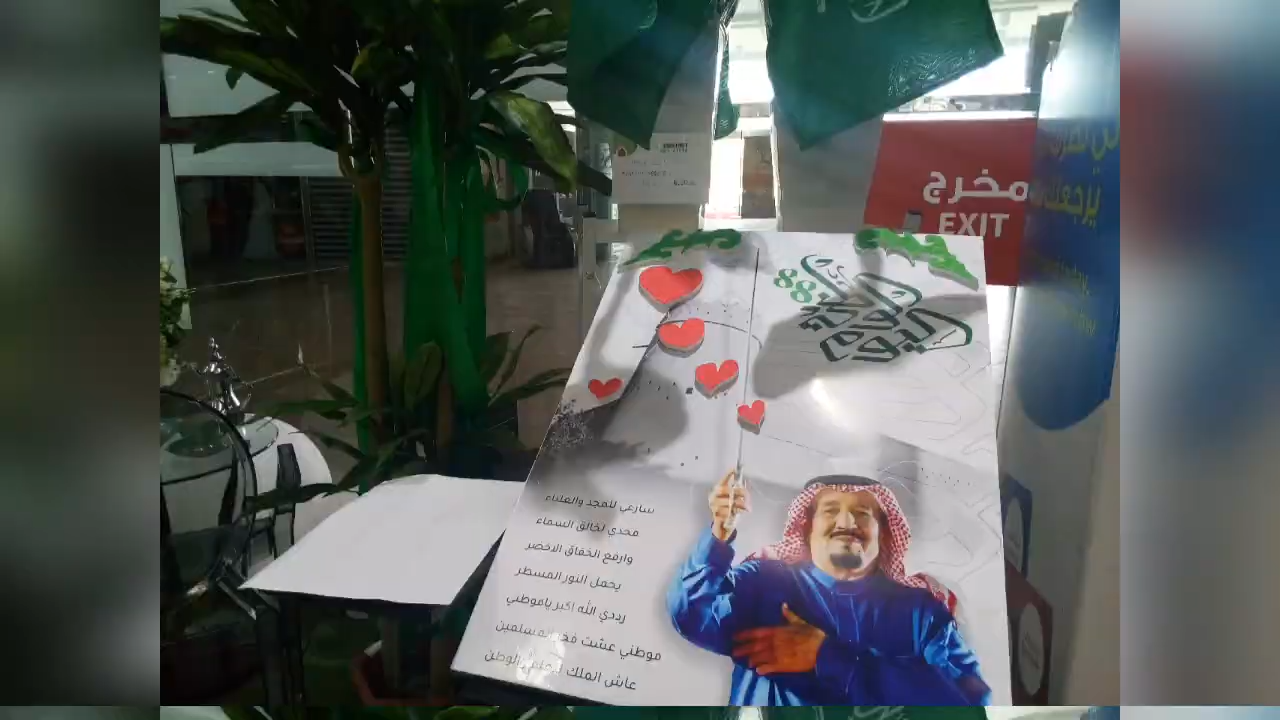 مخرج
EXIT
اليوم الوطني 88
سارعي للمجد والعلياء
مجدي لخالق السماء
وارفع الخفاق الاخضر
يحمل النور المسطر
رددي الله اكبر ياموطني
موطني عشت فخر المسلمين
عاش الملك للعلم والوطن